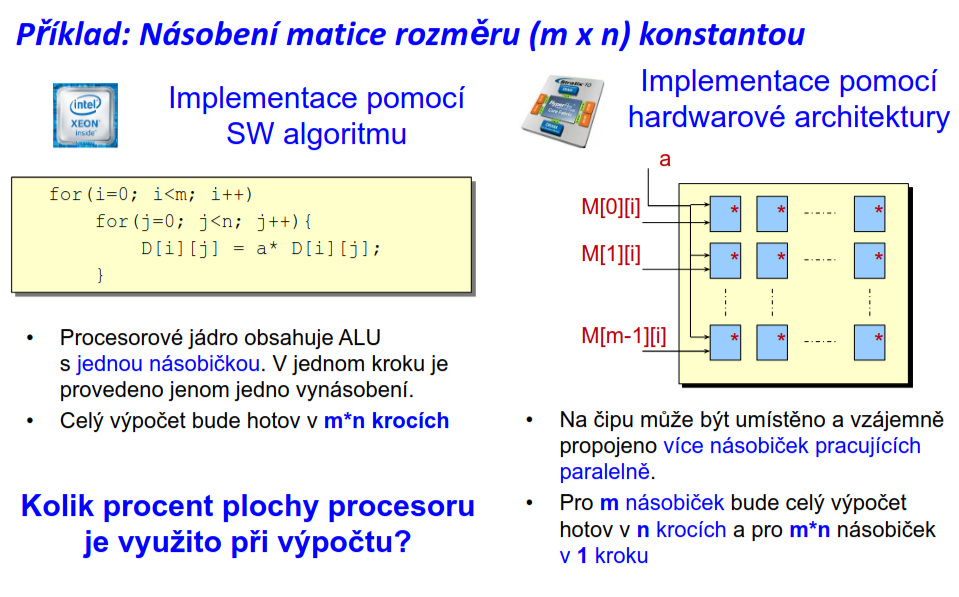 Příklad: Násobení matice rozměru (m x n) konstantou
intel
XEON
inside
Implementace pomocí
SW algoritmu
for(i=0; i<m; i++)
for(j=0; j<n; j++){
D[i][j] = a* D[i][j];
}
• Procesorové jádro obsahuje ALU
s jednou násobičkou. V jednom kroku je
provedeno jenom jedno vynásobení.
• Celý výpočet bude hotov v m*n krocích
Kolik procent plochy procesoru
je využito při výpočtu?
Stratix 10
Implementace pomocí
hardwarové architektury
a
M[0][i]
* * *
M[1][i]
* * *
M[m-1][i]
* * *
• Na čipu může být umístěno a vzájemně
propojeno více násobiček pracujících
paralelně.
• Pro m násobiček bude celý výpočet
hotov v n krocích a pro m*n násobiček
v 1 kroku